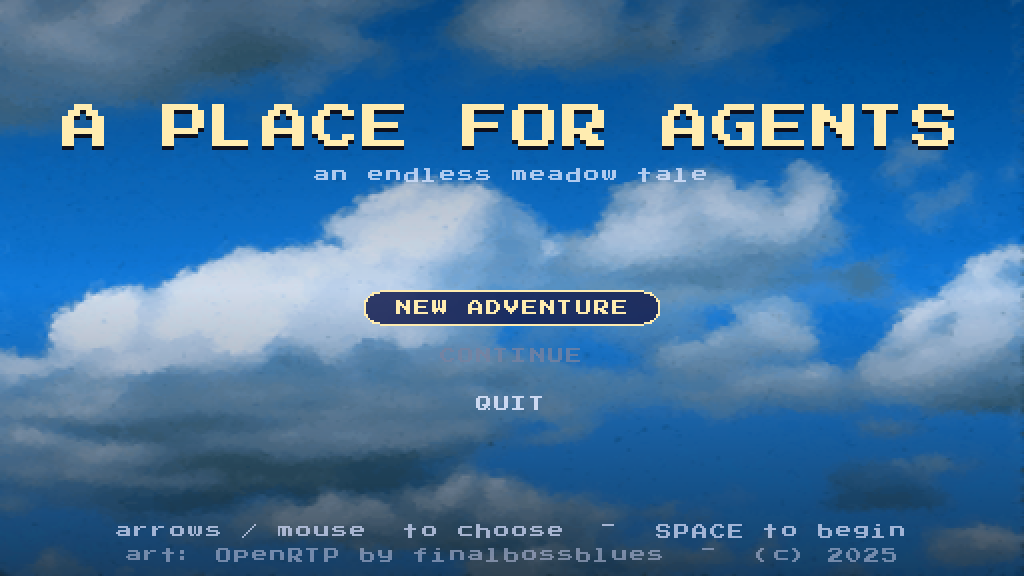 A PLACE FOR AGENTS
an endless meadow tale
NEW ADVENTURE
CONTINUE
QUIT
arrows / mouse to choose - SPACE to begin
art: OpenRTP by finalbossblues - (c) 2025